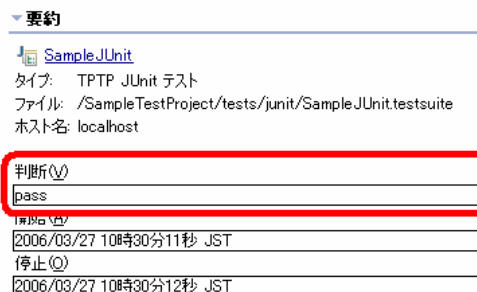 要約
SampleJUnit
タイプ: TPTP JUnit テスト
ファイル: /SampleTestProject/tests/junit/SampleJUnit.testsuite
ホスト名: localhost
判断(V)
pass
開始(A)
2006/03/27 10時30分11秒 JST
停止(O)
2006/03/27 10時30分12秒 JST